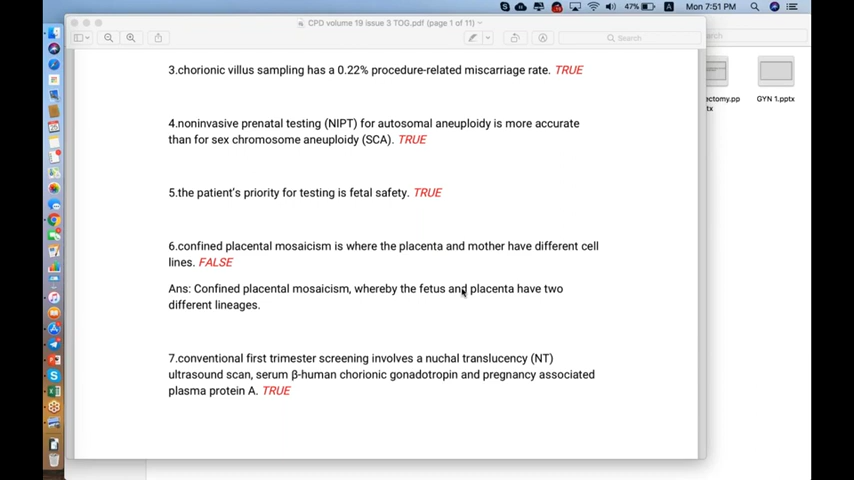 47%
Mon 7:51 PM
CPD volume 19 issue 3 TOG.pdf (page 1 of 11)
Search
3.chorionic villus sampling has a 0.22% procedure-related miscarriage rate. TRUE
4.noninvasive prenatal testing (NIPT) for autosomal aneuploidy is more accurate
than for sex chromosome aneuploidy (SCA). TRUE
5.the patient's priority for testing is fetal safety. TRUE
6.confined placental mosaicism is where the placenta and mother have different cell
lines. FALSE
Ans: Confined placental mosaicism, whereby the fetus and placenta have two
different lineages.
7.conventional first trimester screening involves a nuchal translucency (NT)
ultrasound scan, serum β-human chorionic gonadotropin and pregnancy associated
plasma protein A. TRUE
ectomy.pp
tx
GYN 1.pptx